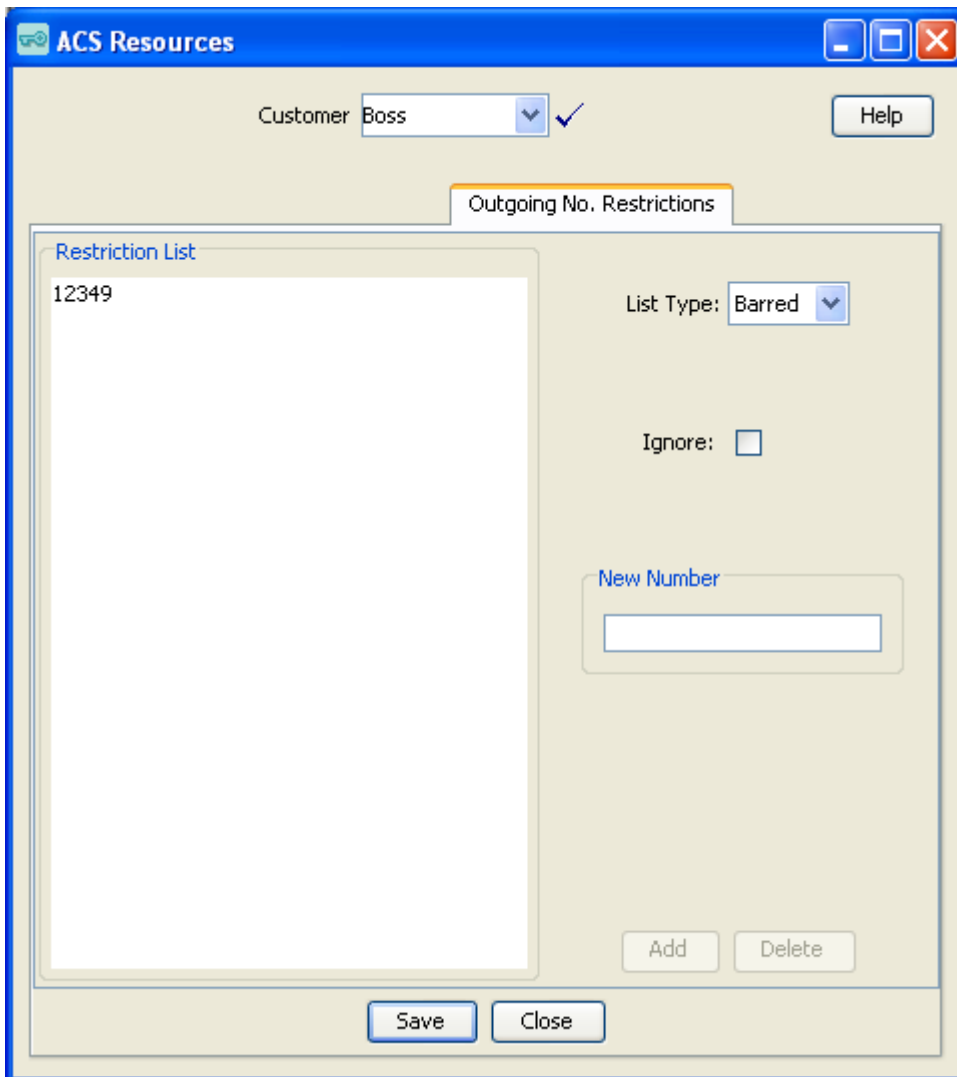 ACS Resources
Customer Boss
Help
Outgoing No. Restrictions
Restriction List
12349
List Type: Barred
Ignore:
New Number
Add Delete
Save Close